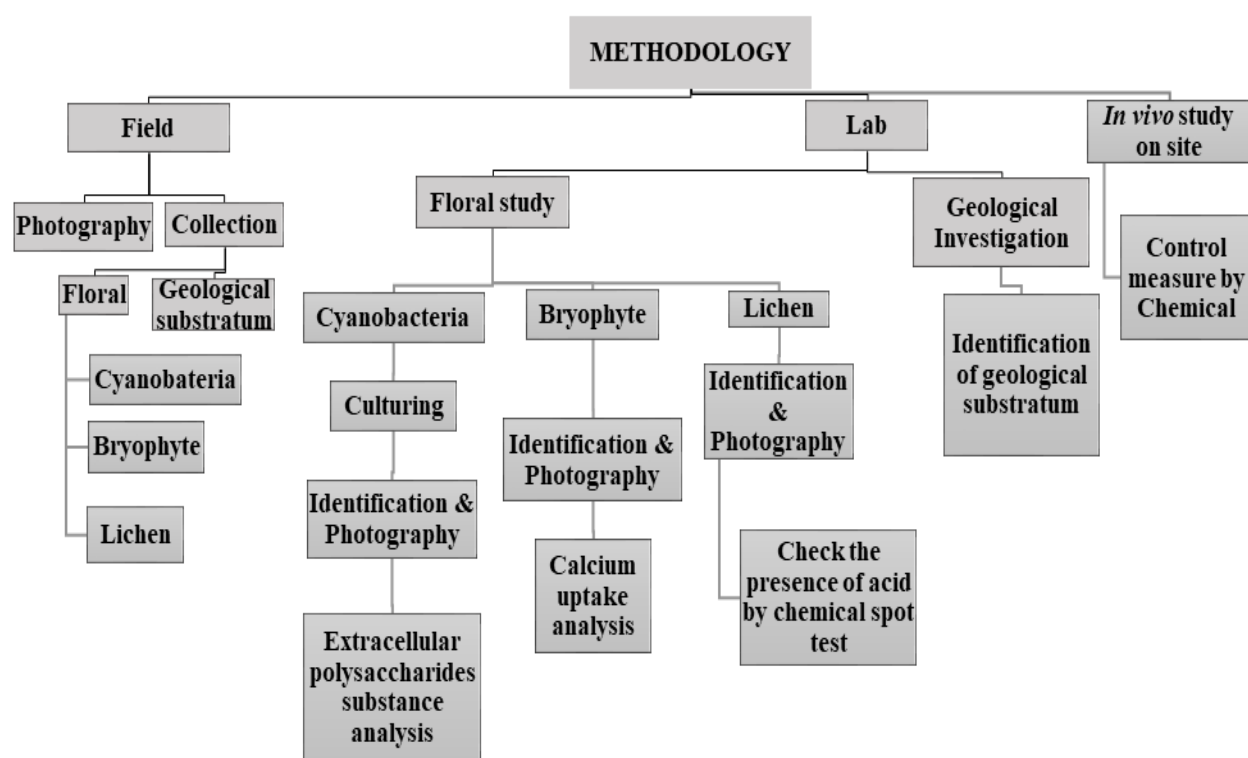 METHODOLOGY
Field
Lab
In vivo study
on site
Photography
Collection
Floral study
Geological
Investigation
Control
measure by
Chemical
Floral
Geological
substratum
Cyanobacteria
Bryophyte
Lichen
Identification
of geological
substratum
Cyanobateria
Bryophyte
Lichen
Culturing
Identification
&
Photography
Identification &
Photography
Identification &
Photography
Calcium
uptake
analysis
Check the
presence of acid
by chemical spot
test
Extracellular
polysaccharides
substance
analysis